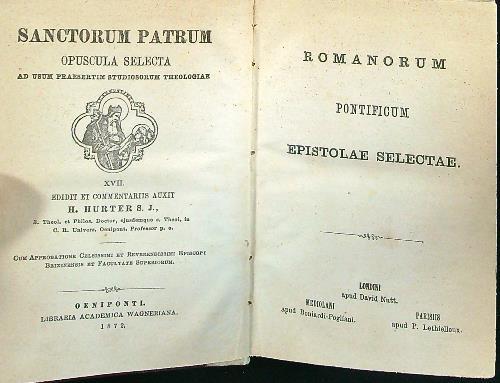 SANCTORUM PATRUM
OPUSCULA SELECTA
AD USUM PRAESERTIM STUDIOSORUM THEOLOGIAE
XVII.
EDIDIT ET COMMENTARIIS AUXIT
H. HURTER S. J.,
S. Theol. et Philos. Doctor, ejusdemque s. Theol. in
C. R. Univers. Oenipont. Professor p. o.
CUM APPROBATIONE CELSISSIMI ET REVERENDISSIMI EPISCOPI
BRIXINENSIS ET FACULTATE SUPERIORUM.
OENIPONTI.
LIBRARIA ACADEMICA WAGNERIANA.
1872.
ROMANORUM
PONTIFICUM
EPISTOLAE SELECTAE.
LONDINI
apud David Nutt.
MEDIOLANI
apud Boniardi-Pogliani.
PARISIIS
apud P. Lethielleux.